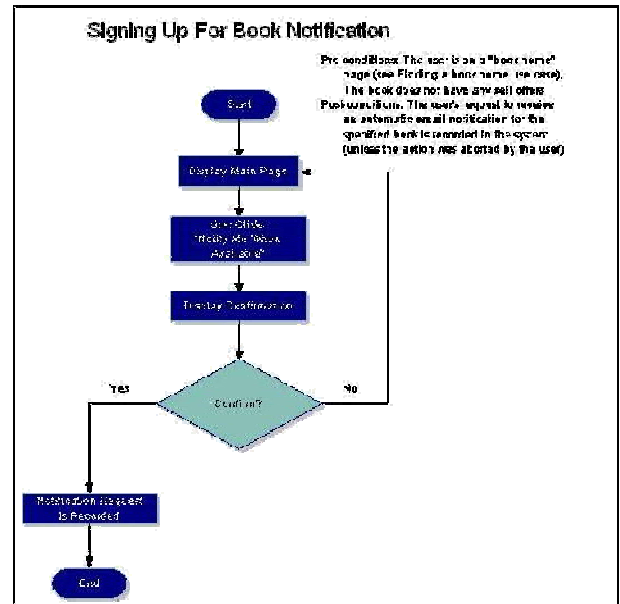 Signing Up For Book Notification
Pre conditions: The user is on a "book name"
page (see Finding a book name use case).
The book does not have any sell offers
Postconditions: The user's request to receive
an automatic email notification for the
specified book is recorded in the system
(unless the action was aborted by the user)
Start
Display Main Page
User Clicks
"Notify Me When
Available"
Display Confirmation
Yes
No
Confirm?
Notification Request
Is Recorded
End